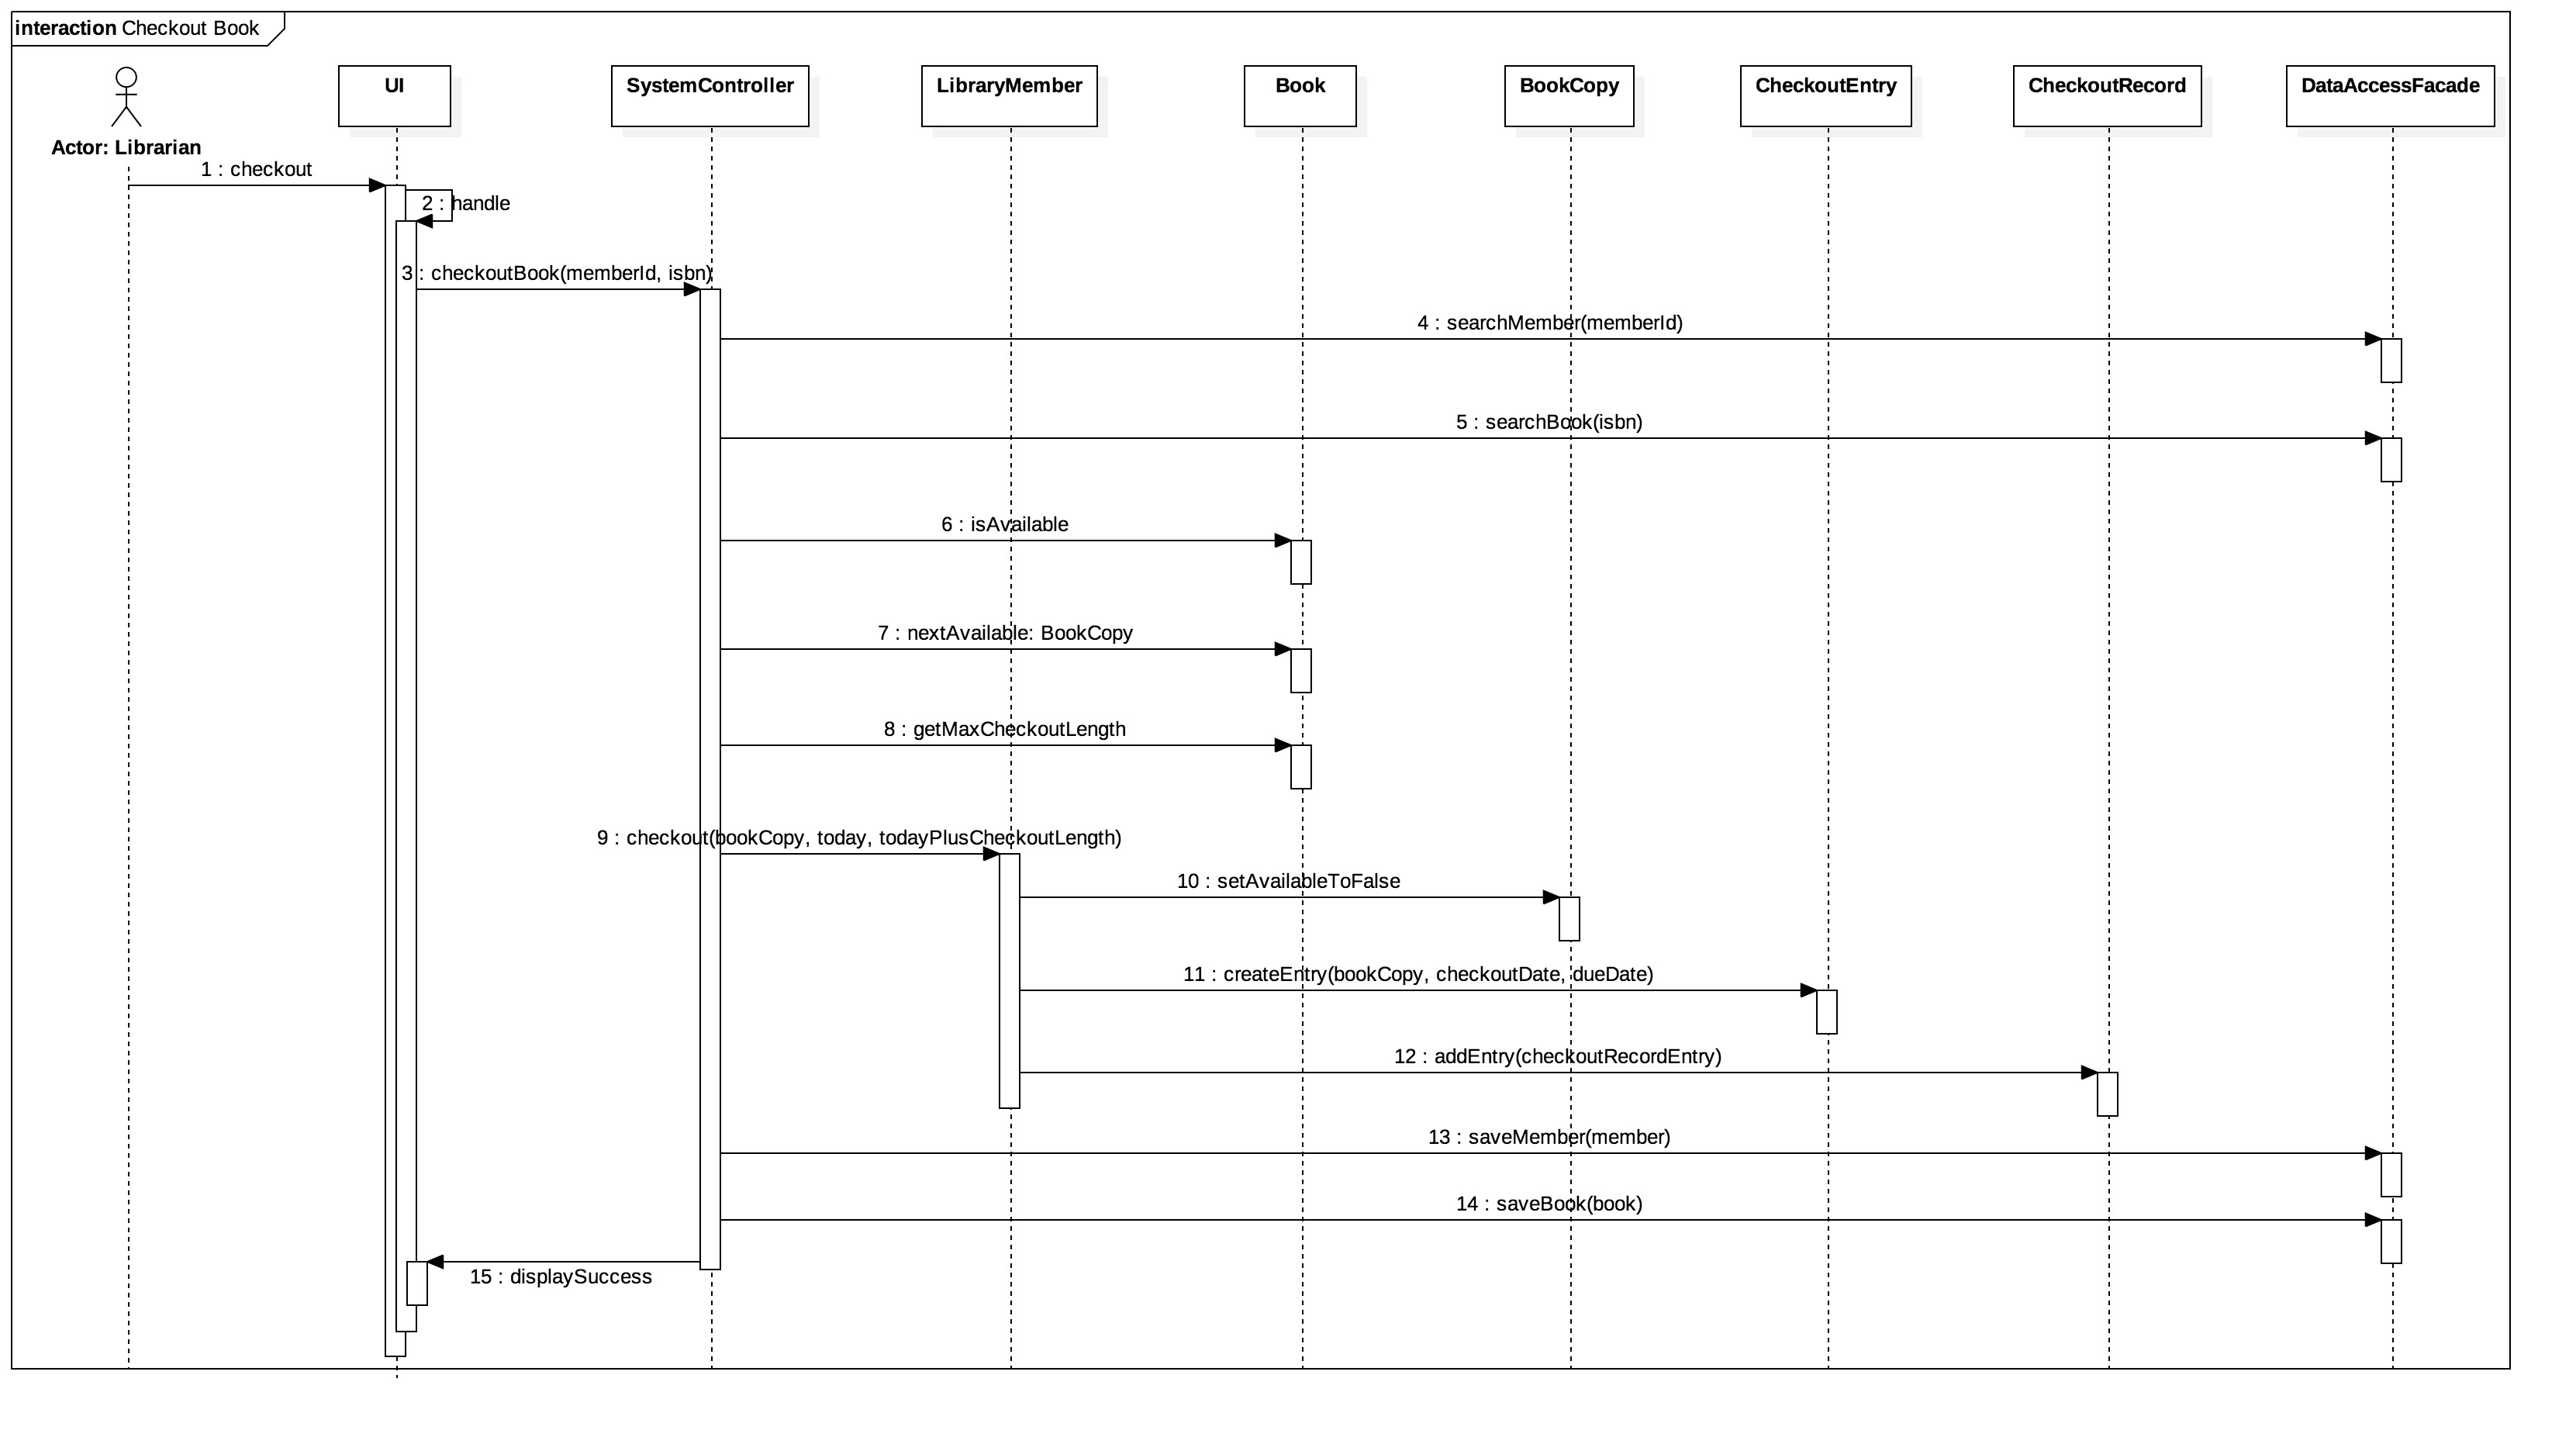 interaction Checkout Book
UI
SystemController
LibraryMember
Book
BookCopy
CheckoutEntry
CheckoutRecord
DataAccessFacade
Actor: Librarian
1 : checkout
2 : handle
3 : checkoutBook(memberId, isbn)
4 : searchMember(memberId)
5 : searchBook(isbn)
6 : isAvailable
7 : nextAvailable: BookCopy
8 : getMaxCheckoutLength
9 : checkout(bookCopy, today, todayPlusCheckoutLength)
10 : setAvailableToFalse
11 : createEntry(bookCopy, checkoutDate, dueDate)
12 : addEntry(checkoutRecordEntry)
13 : saveMember(member)
14 : saveBook(book)
15 : displaySuccess